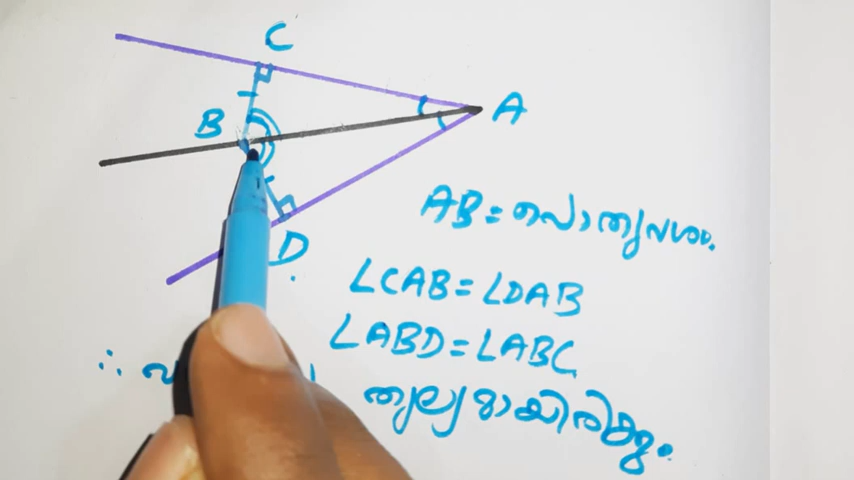 C
A
B
D
AB = പൊതുവശം.
∠CAB = ∠DAB
∠ABD = ∠ABC
∴
തുല്യമായിരിക്കും.